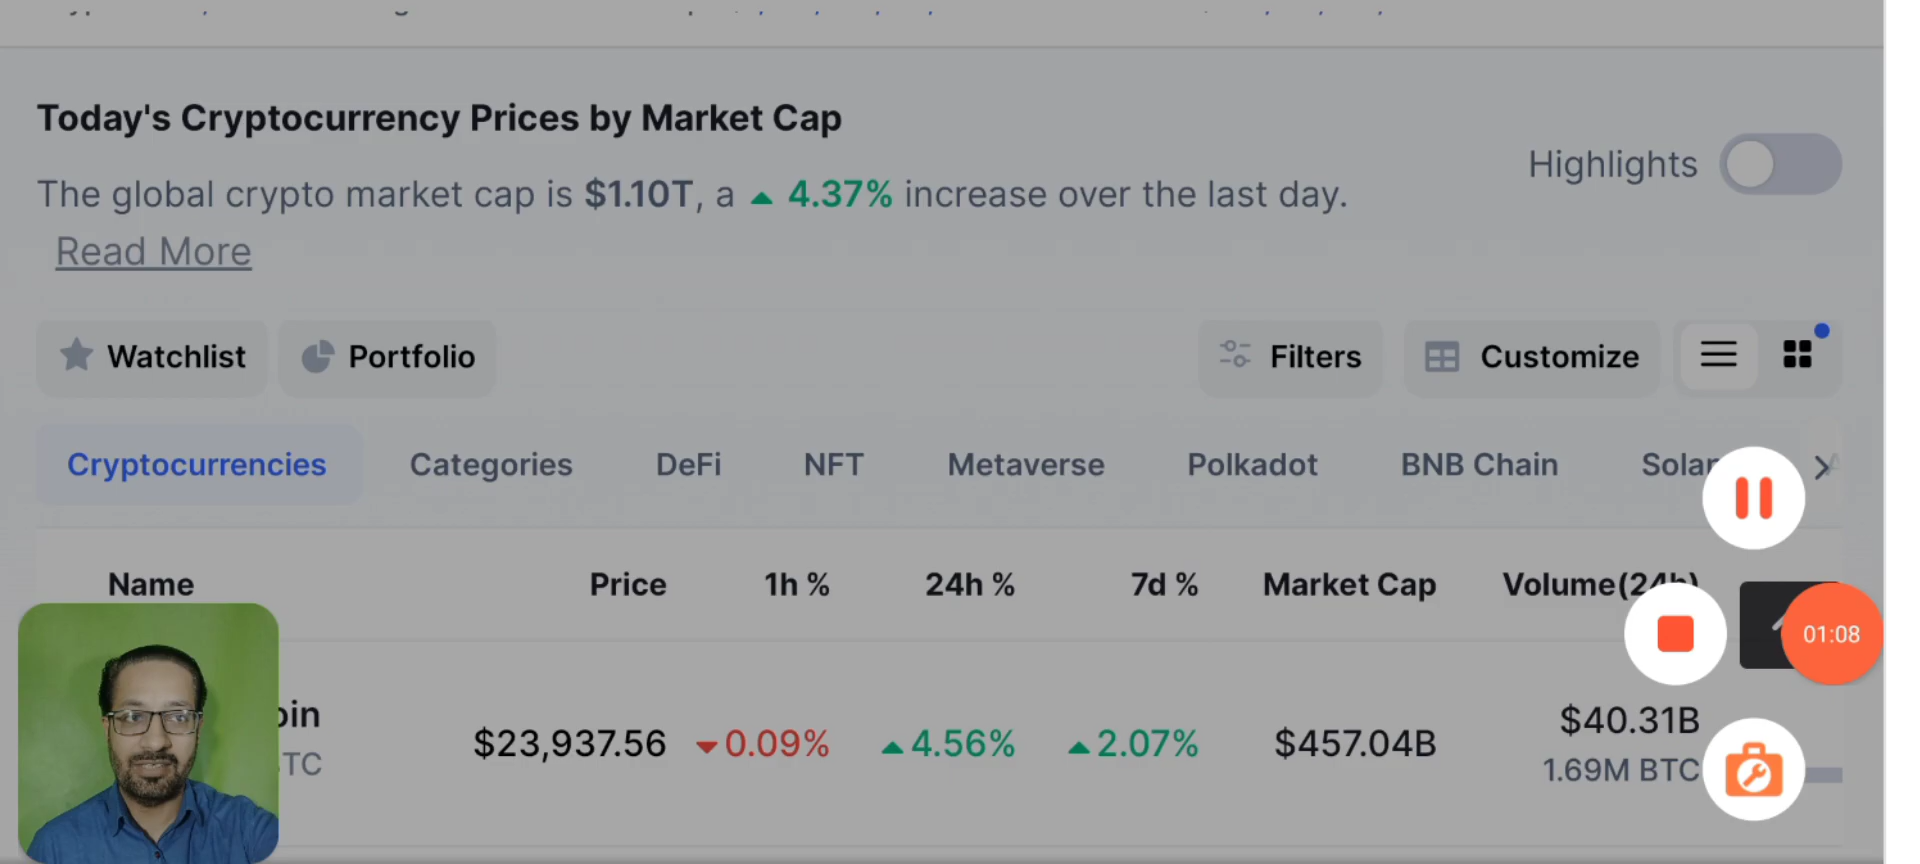 Today's Cryptocurrency Prices by Market Cap
Highlights
The global crypto market cap is $1.10T, a ▲ 4.37% increase over the last day.
Read More
Watchlist Portfolio Filters Customize
Cryptocurrencies Categories DeFi NFT Metaverse Polkadot BNB Chain
Name Price 1h % 24h % 7d % Market Cap Volume(24h)
01:08
$23,937.56 0.09% 4.56% 2.07% $457.04B $40.31B
1.69M BTC